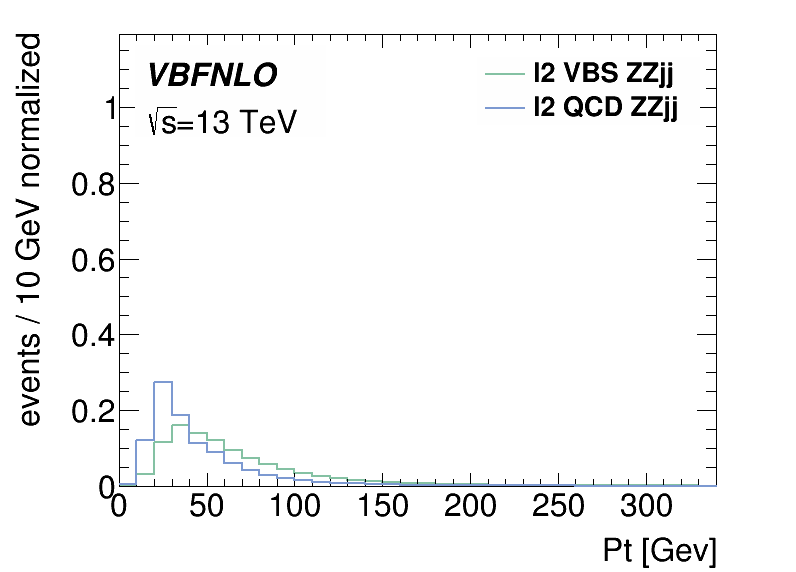 VBFNLO
√s=13 TeV
l2 VBS ZZjj
l2 QCD ZZjj
events / 10 GeV normalized
1
0.8
0.6
0.4
0.2
0
0 50 100 150 200 250 300
Pt [Gev]